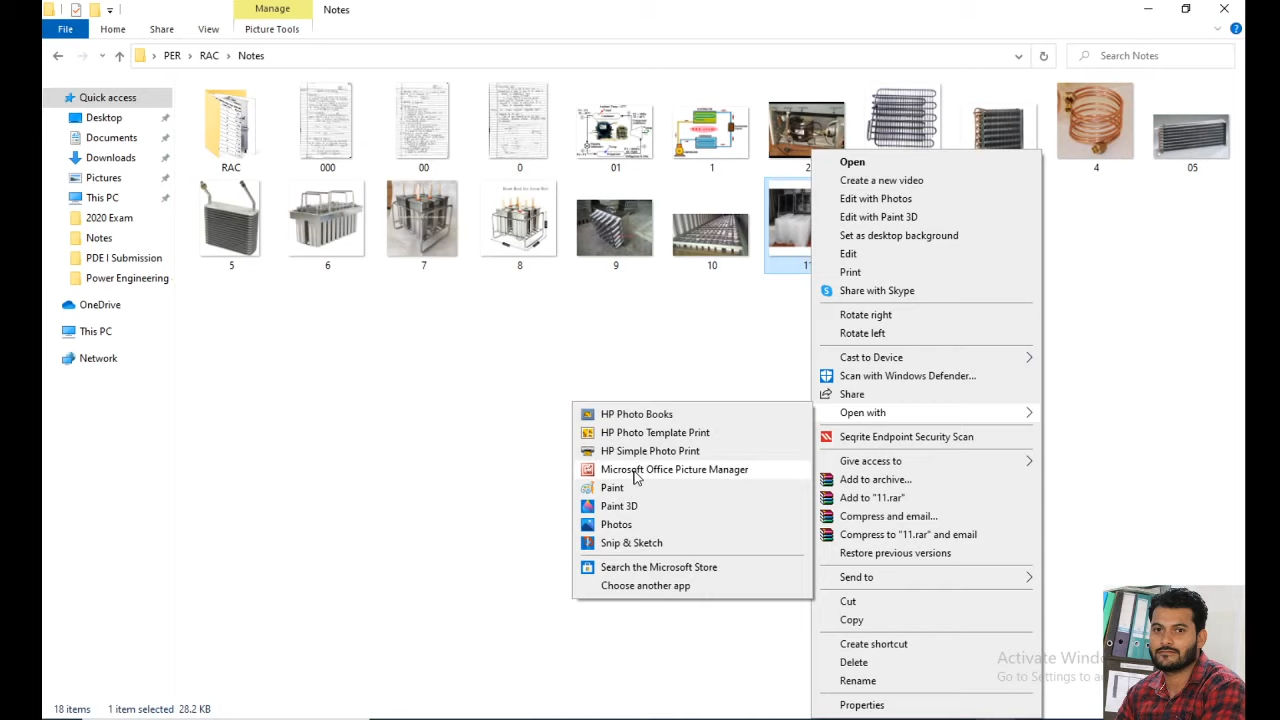 Manage
Notes
File
Home
Share
View
Picture Tools
PER
RAC
Notes
Search Notes
Quick access
Desktop
Documents
Downloads
Pictures
This PC
2020 Exam
Notes
PDE I Submission
Power Engineering
OneDrive
This PC
Network
RAC
000
00
0
01
1
2
4
05
5
6
7
8
9
10
11
Open
Create a new video
Edit with Photos
Edit with Paint 3D
Set as desktop background
Edit
Print
Share with Skype
Rotate right
Rotate left
Cast to Device
Scan with Windows Defender...
Share
Open with
Seqrite Endpoint Security Scan
Give access to
Add to archive...
Add to "11.rar"
Compress and email...
Compress to "11.rar" and email
Restore previous versions
Send to
Cut
Copy
Create shortcut
Delete
Rename
Properties
HP Photo Books
HP Photo Template Print
HP Simple Photo Print
Microsoft Office Picture Manager
Paint
Paint 3D
Photos
Snip & Sketch
Search the Microsoft Store
Choose another app
Activate Windo
Go to Settings to a
18 items
1 item selected 28.2 KB